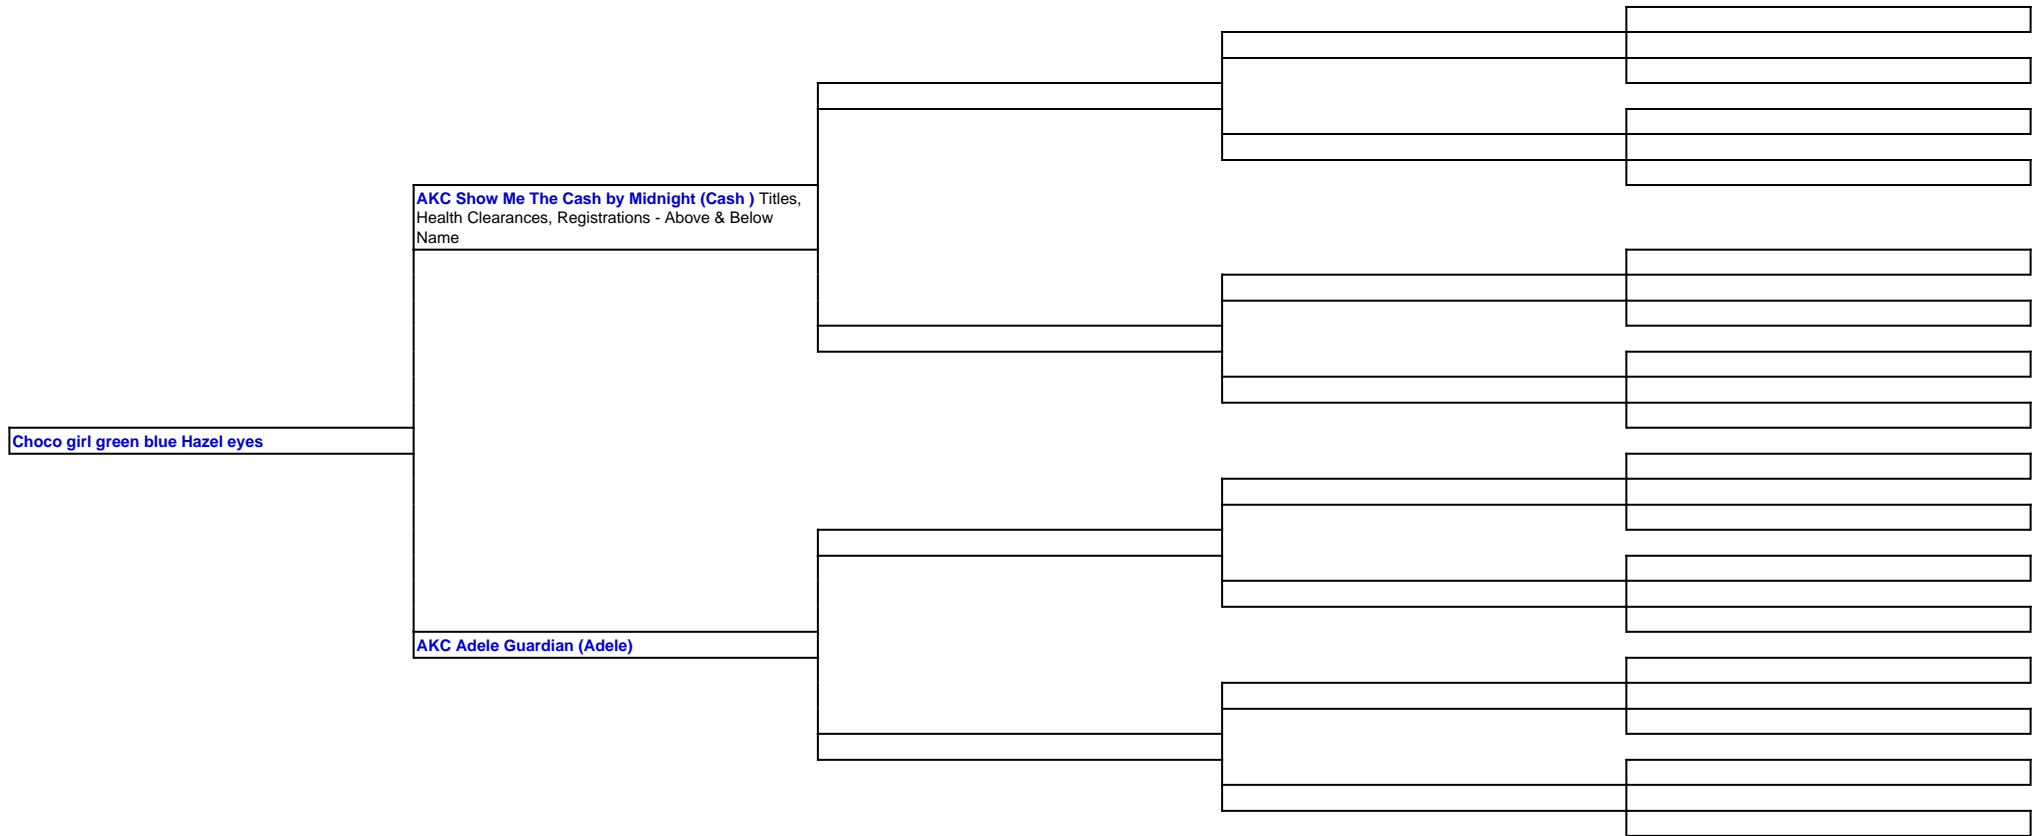 AKC Show Me The Cash by Midnight (Cash ) Titles,
Health Clearances, Registrations - Above & Below
Name
Choco girl green blue Hazel eyes
AKC Adele Guardian (Adele)